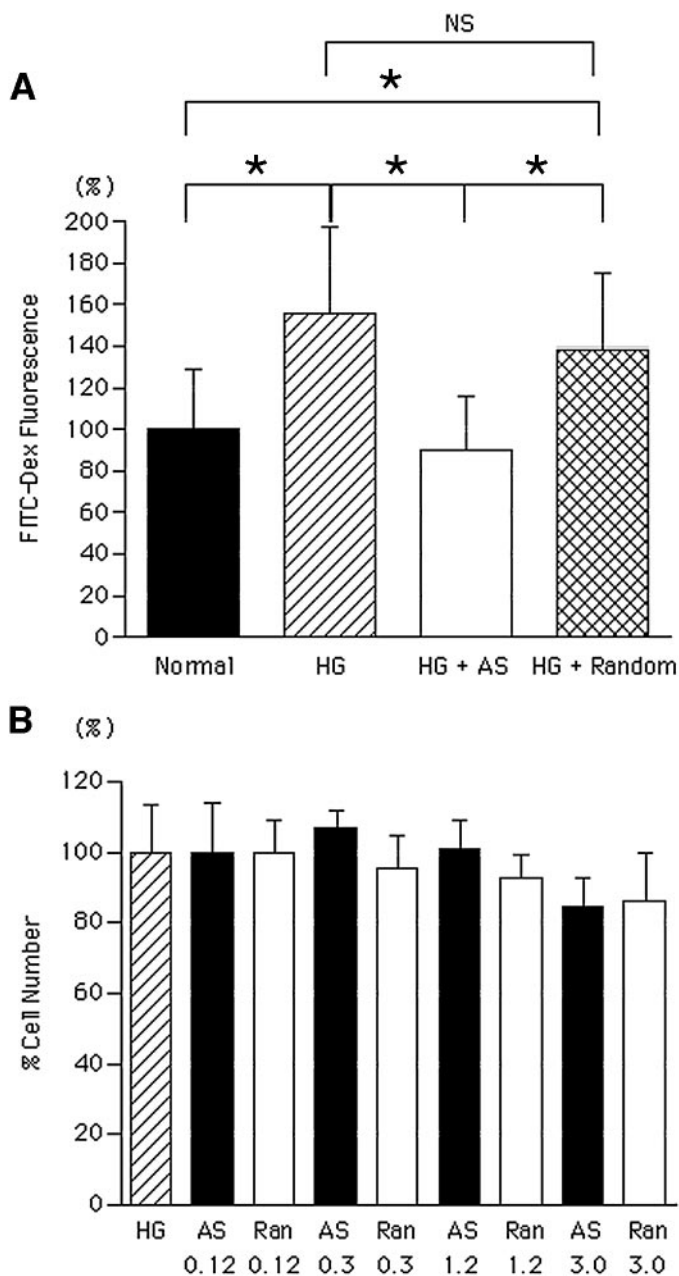 NS
A
*
* * *
(%)
200
180
160
140
120
100
80
60
40
20
0
FITC-Dex Fluorescence
Normal HG HG + AS HG + Random
B
(%)
120
100
80
60
40
20
0
% Cell Number
HG AS Ran AS Ran AS Ran AS Ran
0.12 0.12 0.3 0.3 1.2 1.2 3.0 3.0